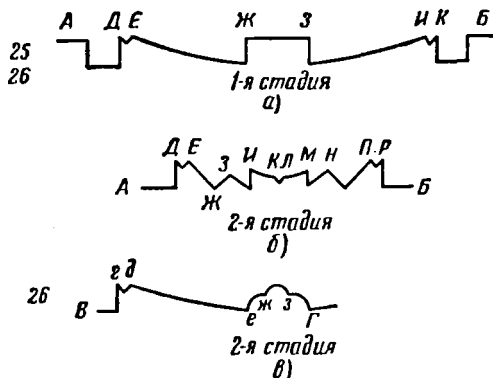 А Д Е Ж З И К Б
25
26
1-я стадия
а)
Д Е З И К Л М Н П Р
А Ж Б
2-я стадия
б)
г д
26
В е ж з Г
2-я стадия
в)